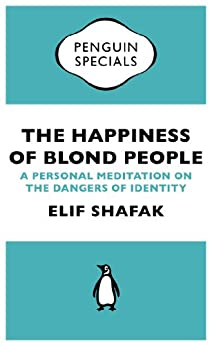 PENGUIN
SPECIALS
THE HAPPINESS
OF BLOND PEOPLE
A PERSONAL MEDITATION ON
THE DANGERS OF IDENTITY
ELIF SHAFAK